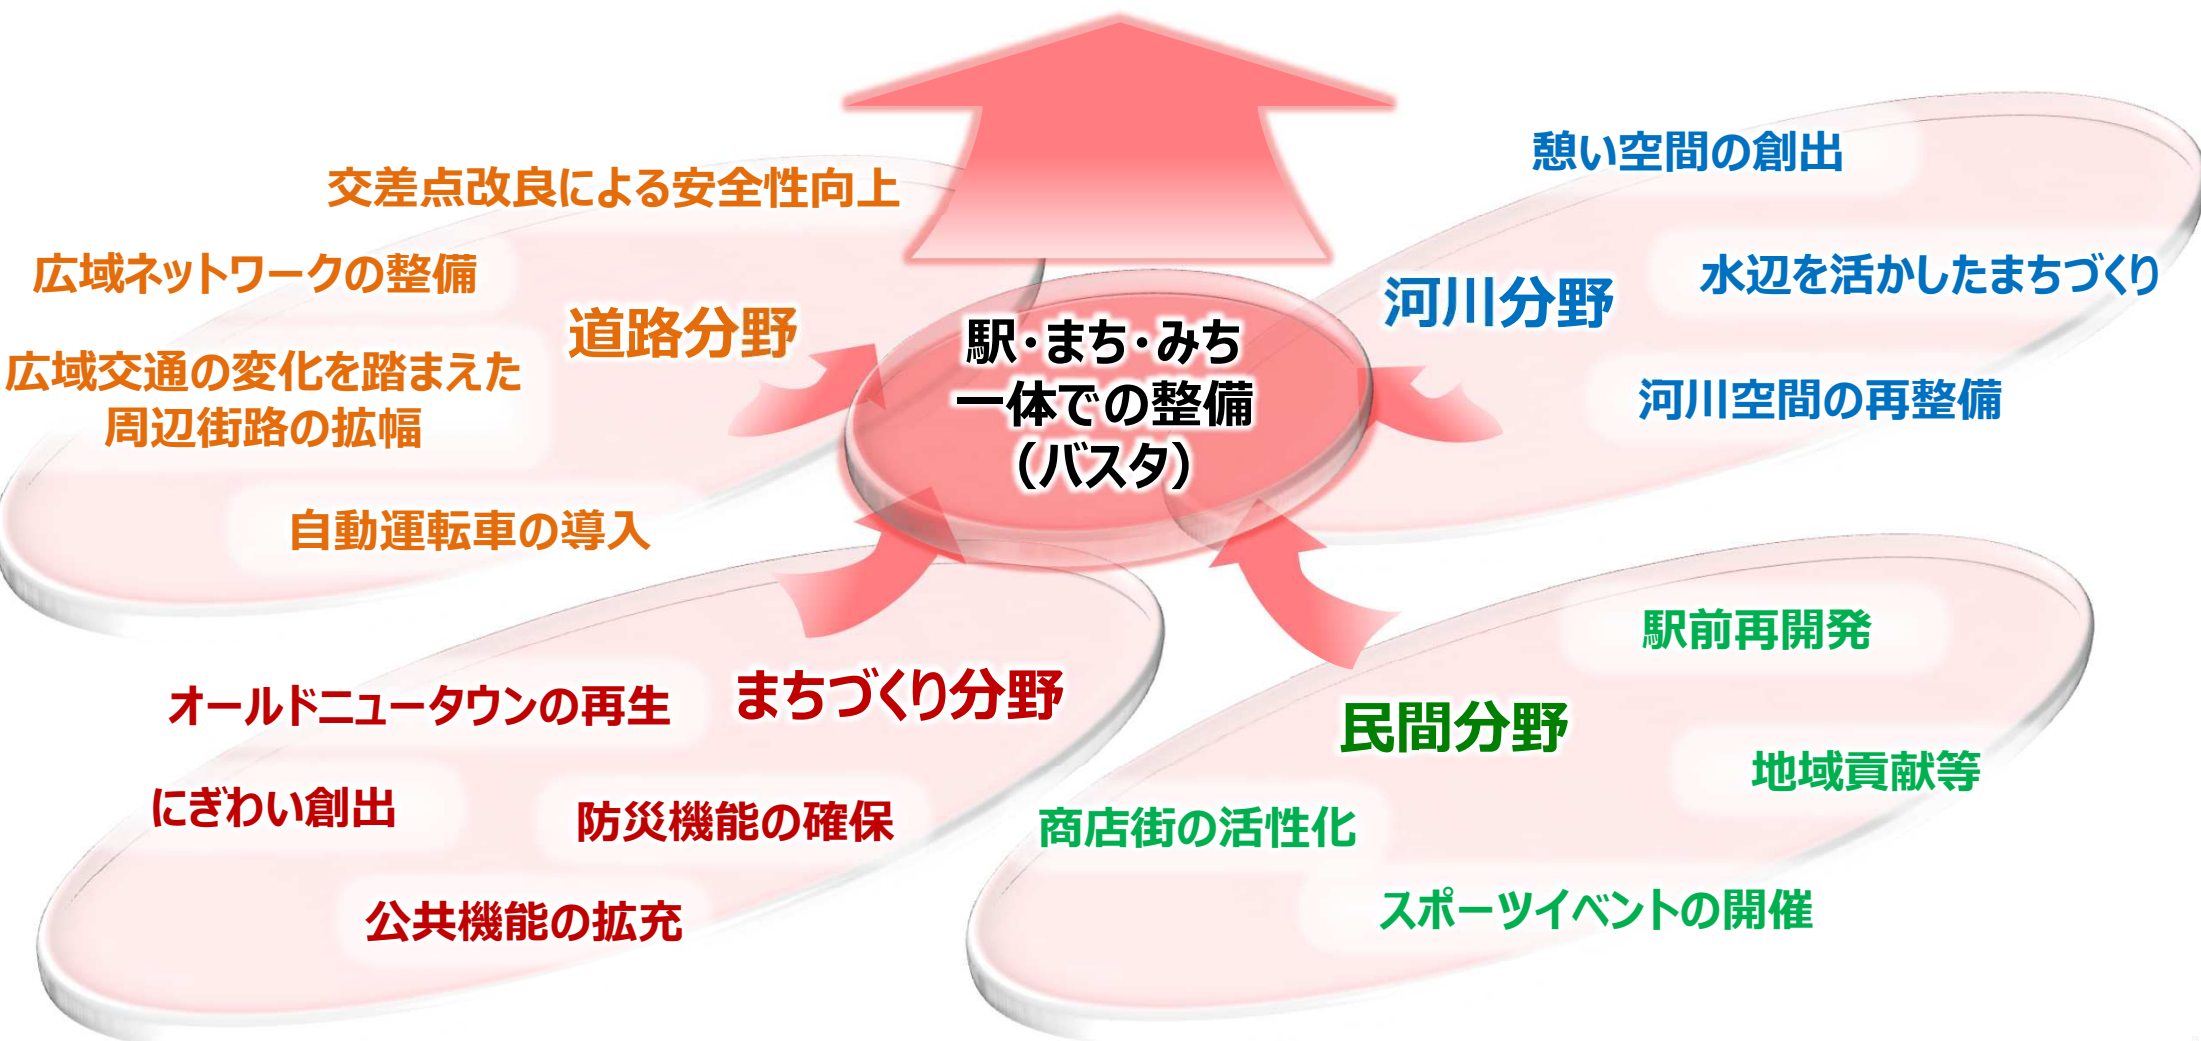 交差点改良による安全性向上
広域ネットワークの整備
道路分野
広域交通の変化を踏まえた
周辺街路の拡幅
自動運転車の導入
駅・まち・みち
一体での整備
（バスタ）
憩い空間の創出
水辺を活かしたまちづくり
河川分野
河川空間の再整備
まちづくり分野
オールドニュータウンの再生
にぎわい創出
防災機能の確保
公共機能の拡充
駅前再開発
民間分野
地域貢献等
商店街の活性化
スポーツイベントの開催